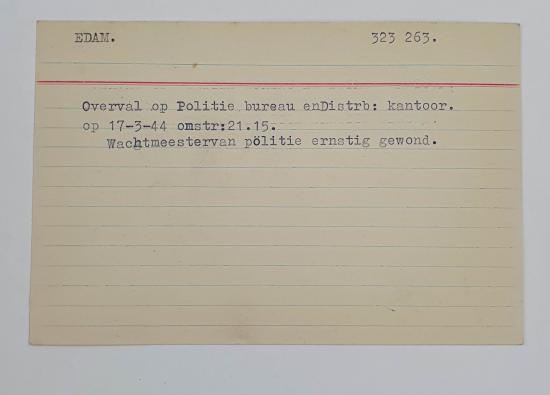 EDAM. 323 263.
Overval op Politie bureau enDistrb: kantoor.
op 17-3-44 omstr:21.15.
Wachtmeestervan politie ernstig gewond.